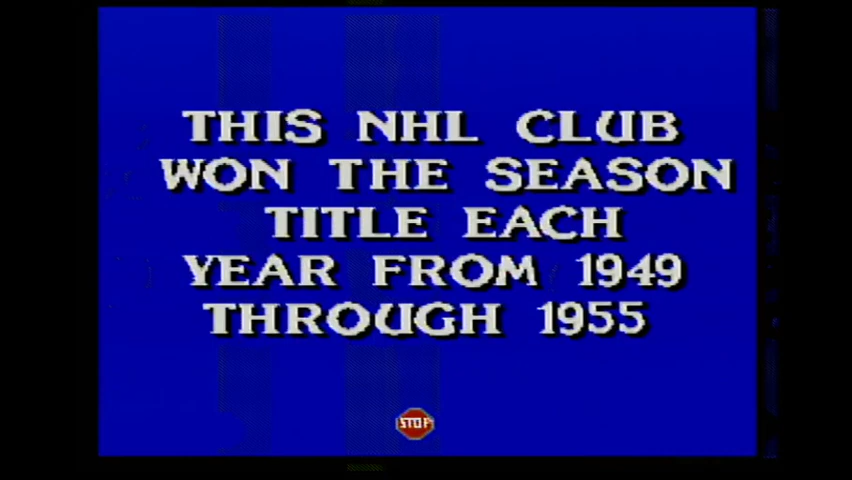 THIS NHL CLUB
WON THE SEASON
TITLE EACH
YEAR FROM 1949
THROUGH 1955
STOP